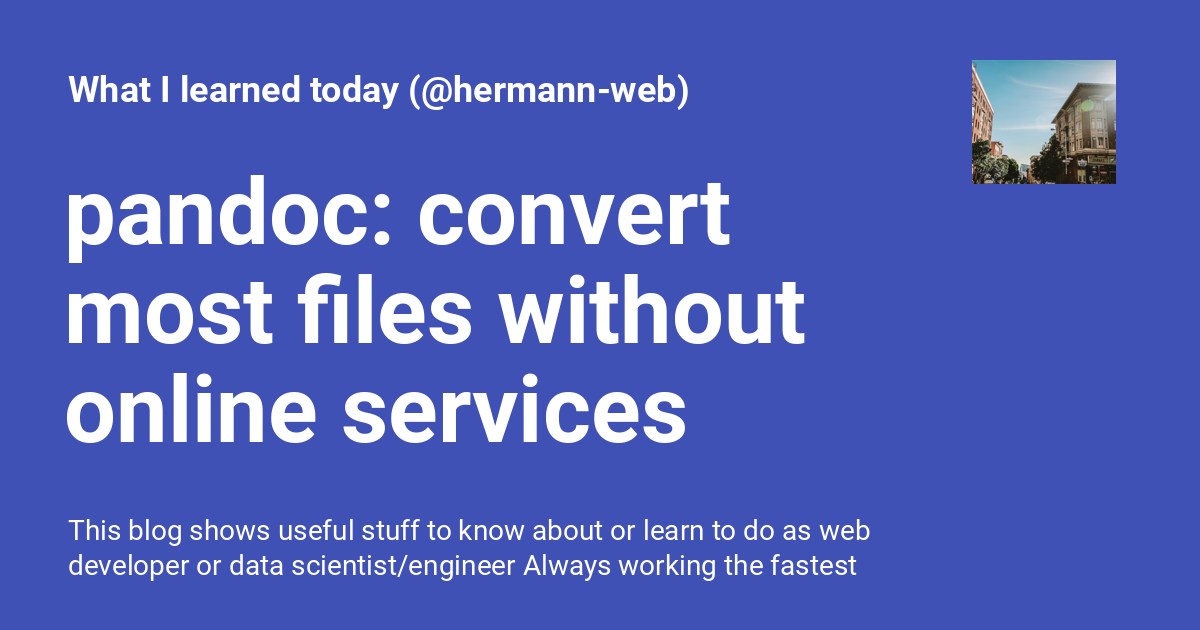 What I learned today (@hermann-web)
pandoc: convert
most files without
online services
This blog shows useful stuff to know about or learn to do as web
developer or data scientist/engineer Always working the fastest